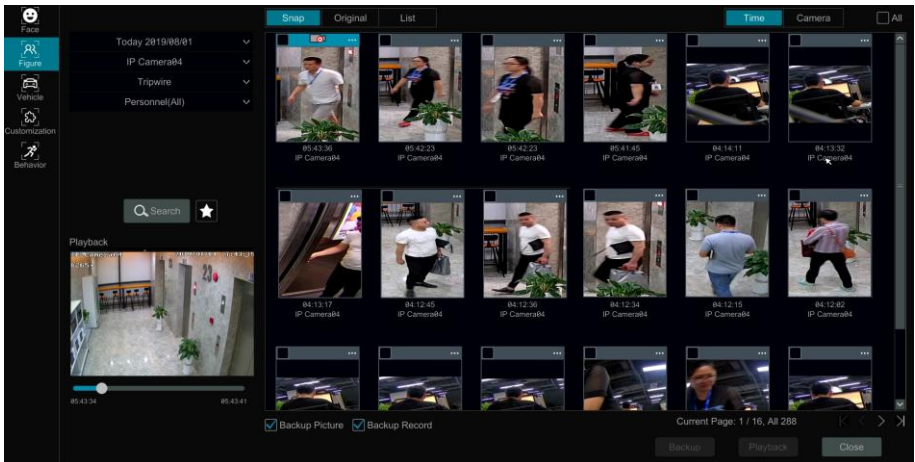 Face
Figure
Vehicle
Customization
Behavior
Today 2019/08/01
IP Camera04
Tripwire
Personnel(All)
Search
Playback
05:43:34
05:43:41
Snap
Original
List
Time
Camera
All
05:43:36
IP Camera04
05:42:23
IP Camera04
05:42:23
IP Camera04
05:41:45
IP Camera04
04:14:11
IP Camera04
04:13:32
IP Camera04
04:13:17
IP Camera04
04:12:45
IP Camera04
04:12:36
IP Camera04
04:12:34
IP Camera04
04:12:15
IP Camera04
04:12:02
IP Camera04
Backup Picture
Backup Record
Current Page: 1 / 16, All 288
Backup
Playback
Close